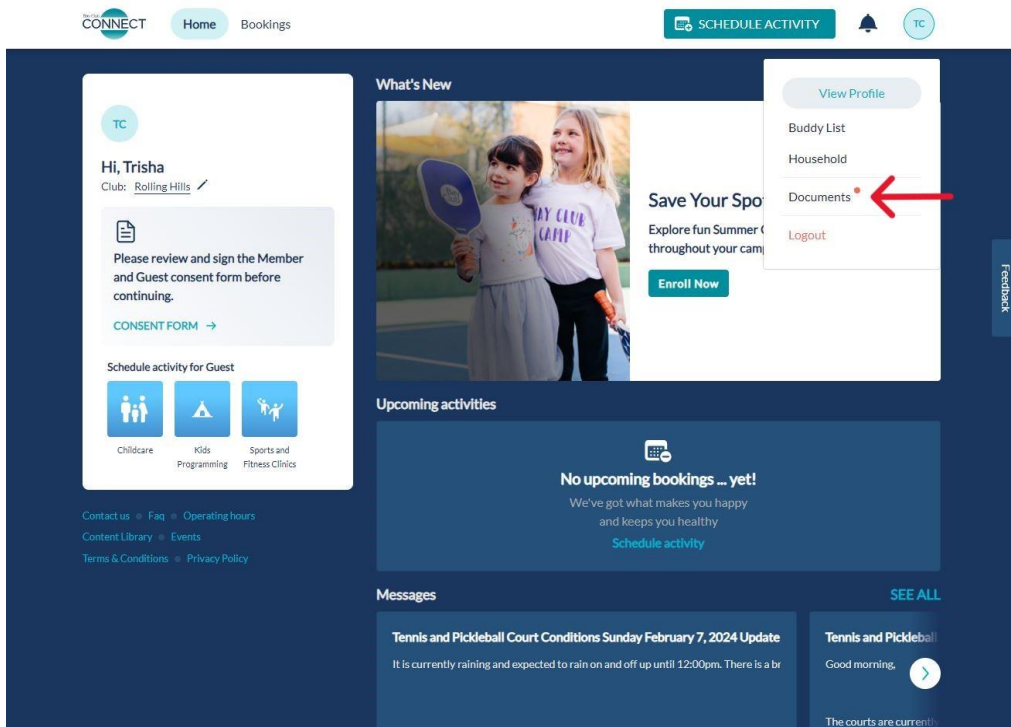 Bay Club
CONNECT
Home
Bookings
SCHEDULE ACTIVITY
TC
TC
Hi, Trisha
Club: Rolling Hills
Please review and sign the Member
and Guest consent form before
continuing.
CONSENT FORM →
Schedule activity for Guest
Childcare
Kids
Programming
Sports and
Fitness Clinics
Contact us
Faq
Operating hours
Content Library
Events
Terms & Conditions
Privacy Policy
What's New
AY CLUB
CAMP
Save Your Spo
Explore fun Summer
throughout your cam
Enroll Now
View Profile
Buddy List
Household
Documents
Logout
Feedback
Upcoming activities
No upcoming bookings ... yet!
We've got what makes you happy
and keeps you healthy
Schedule activity
Messages
SEE ALL
Tennis and Pickleball Court Conditions Sunday February 7, 2024 Update
It is currently raining and expected to rain on and off up until 12:00pm. There is a br
Tennis and Pickleball
Good morning,
The courts are currently